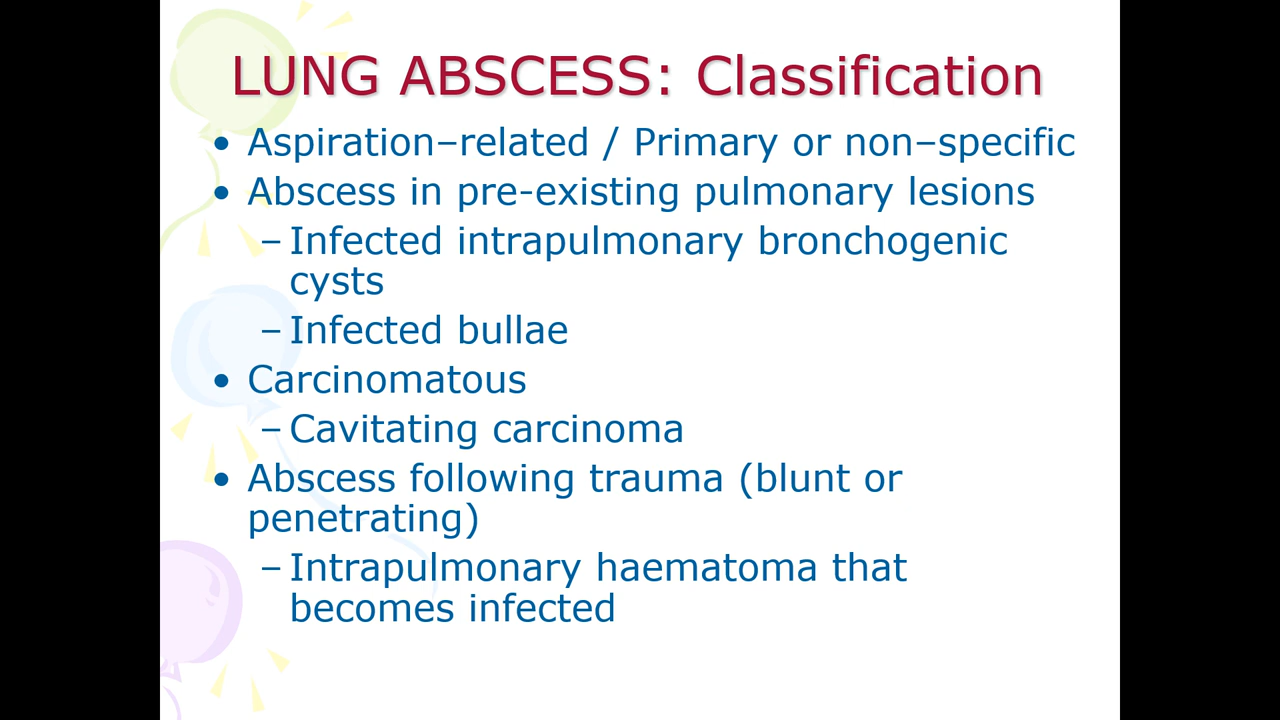 LUNG ABSCESS: Classification
• Aspiration–related / Primary or non–specific
• Abscess in pre-existing pulmonary lesions
– Infected intrapulmonary bronchogenic
cysts
– Infected bullae
• Carcinomatous
– Cavitating carcinoma
• Abscess following trauma (blunt or
penetrating)
– Intrapulmonary haematoma that
becomes infected